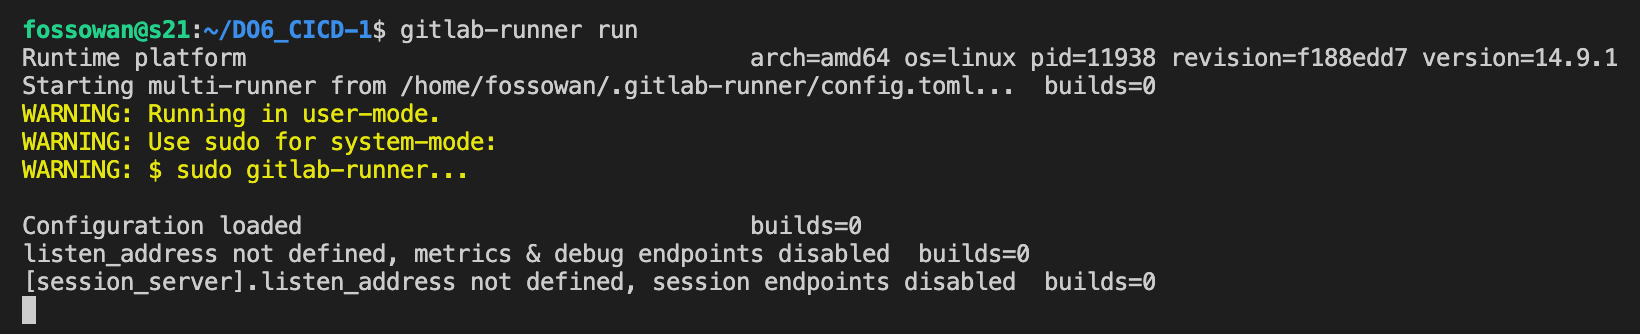 fossowan@s21:~/DO6_CICD-1$ gitlab-runner run
Runtime platform                                    arch=amd64 os=linux pid=11938 revision=f188edd7 version=14.9.1
Starting multi-runner from /home/fossowan/.gitlab-runner/config.toml...  builds=0
WARNING: Running in user-mode.
WARNING: Use sudo for system-mode:
WARNING: $ sudo gitlab-runner...

Configuration loaded                                builds=0
listen_address not defined, metrics & debug endpoints disabled  builds=0
[session_server].listen_address not defined, session endpoints disabled  builds=0